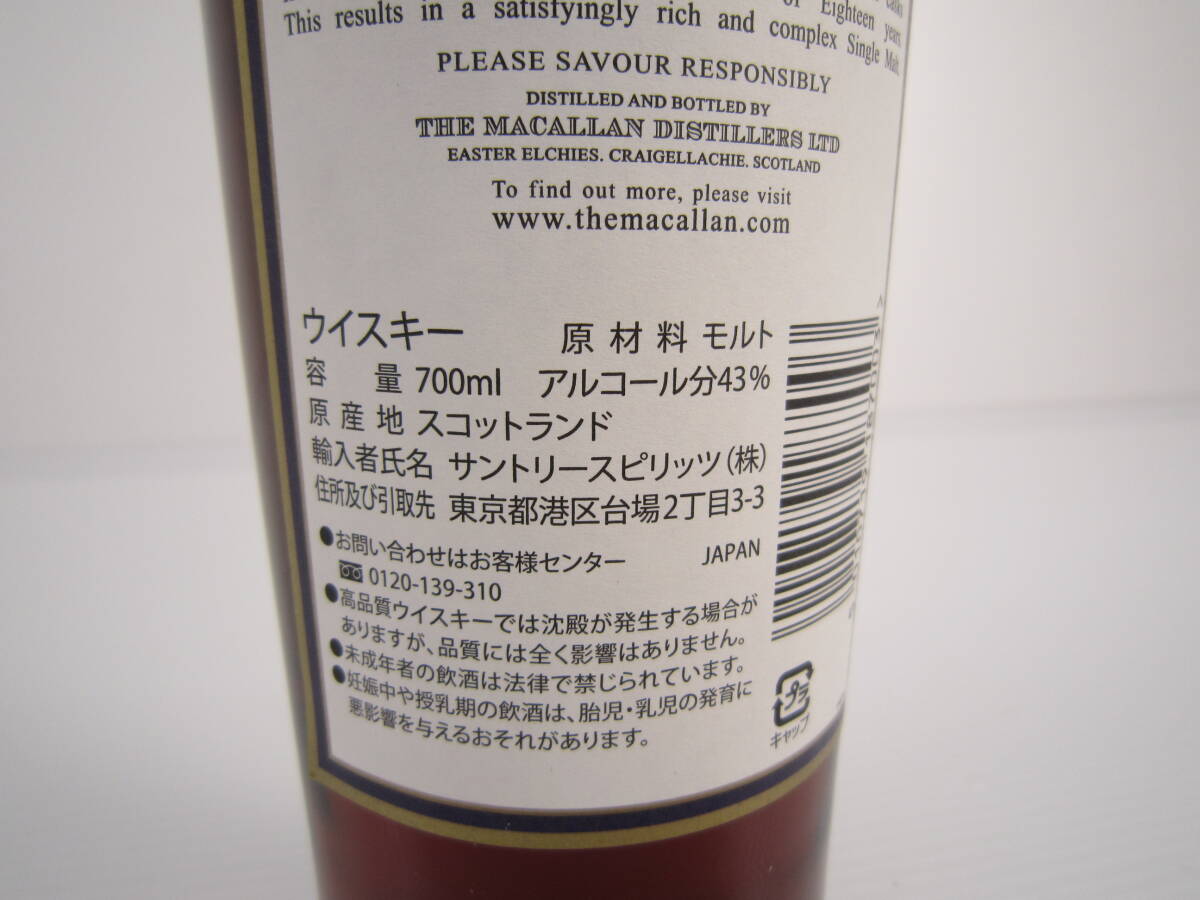 of Eighteen years.
This results in a satisfyingly rich and complex Single Malt.
PLEASE SAVOUR RESPONSIBLY
DISTILLED AND BOTTLED BY
THE MACALLAN DISTILLERS LTD
EASTER ELCHIES. CRAIGELLACHIE. SCOTLAND
To find out more, please visit
www.themacallan.com
ウイスキー 原材料 モルト
容量 700ml アルコール分43%
原産地 スコットランド
輸入者氏名 サントリースピリッツ(株)
住所及び引取先 東京都港区台場2丁目3-3
●お問い合わせはお客様センター JAPAN
0120-139-310
●高品質ウイスキーでは沈殿が発生する場合が
ありますが、品質には全く影響はありません。
●未成年者の飲酒は法律で禁じられています。
●妊娠中や授乳期の飲酒は、胎児・乳児の発育に
悪影響を与えるおそれがあります。
プラ
キャップ